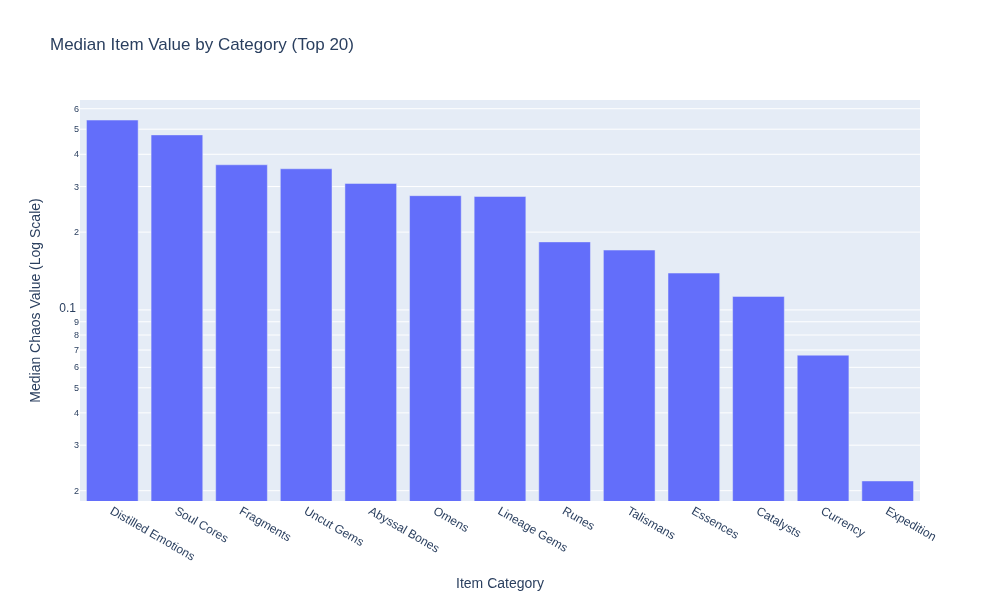 Median Item Value by Category (Top 20)
Median Chaos Value (Log Scale)
6
5
4
3
2
0.1
9
8
7
6
5
4
3
2
Distilled Emotions
Soul Cores
Fragments
Uncut Gems
Abyssal Bones
Omens
Lineage Gems
Runes
Talismans
Essences
Catalysts
Currency
Expedition
Item Category